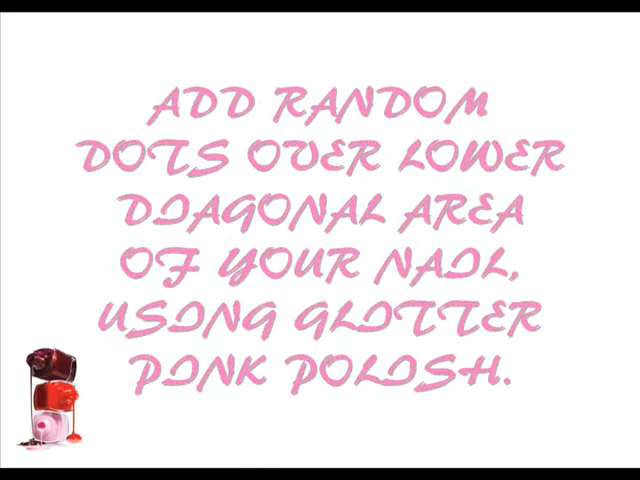 ADD RANDOM
DOTS OVER LOWER
DIAGONAL AREA
OF YOUR NAIL,
USING GLITTER
PINK POLISH.